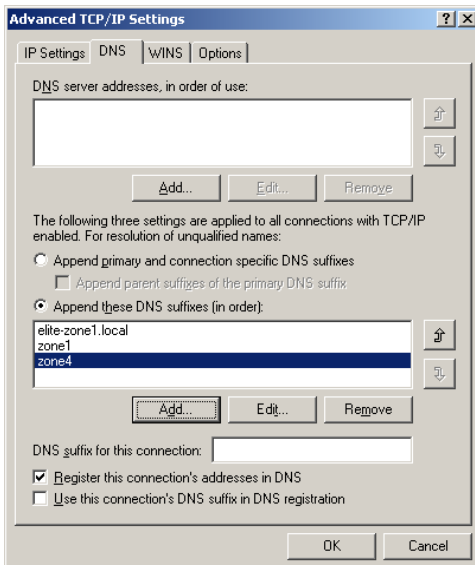 Advanced TCP/IP Settings
? X
IP Settings DNS WINS Options
DNS server addresses, in order of use:
Add... Edit... Remove
The following three settings are applied to all connections with TCP/IP
enabled. For resolution of unqualified names:
Append primary and connection specific DNS suffixes
Append parent suffixes of the primary DNS suffix
Append these DNS suffixes (in order):
elite-zone1.local
zone1
zone4
Add... Edit... Remove
DNS suffix for this connection:
Register this connection's addresses in DNS
Use this connection's DNS suffix in DNS registration
OK Cancel